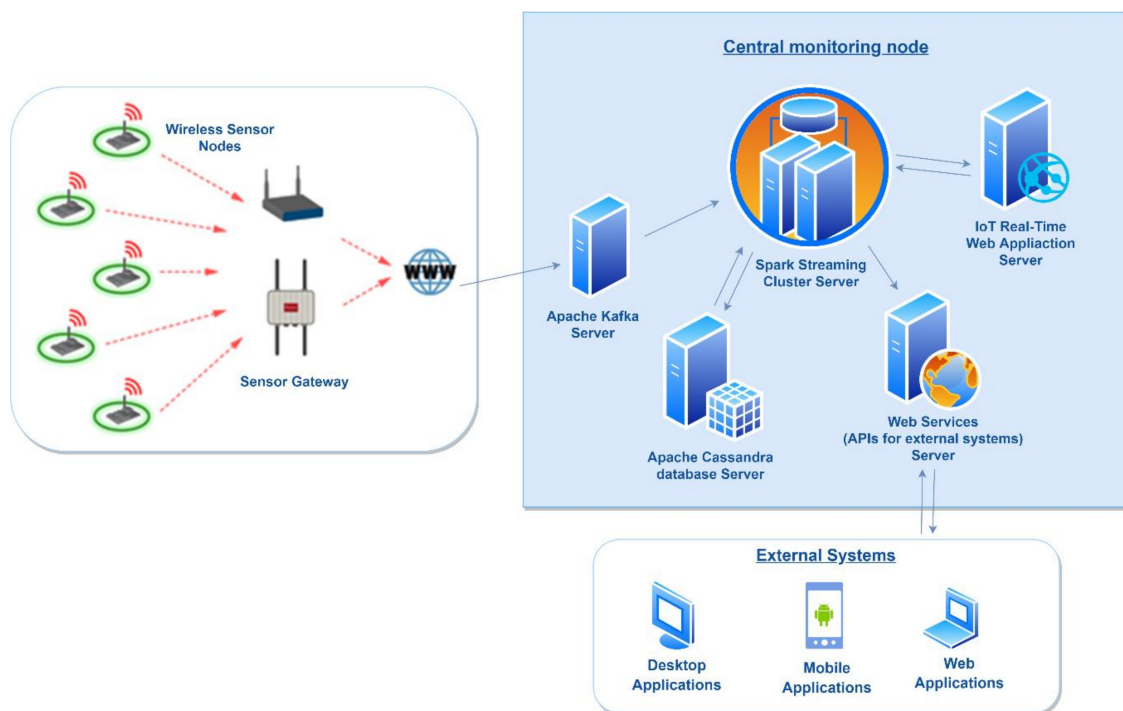 Central monitoring node
Wireless Sensor
Nodes
WWW
Sensor Gateway
Apache Kafka
Server
Spark Streaming
Cluster Server
IoT Real-Time
Web Appliaction
Server
Apache Cassandra
database Server
Web Services
(APIs for external systems)
Server
External Systems
Desktop
Applications
Mobile
Applications
Web
Applications